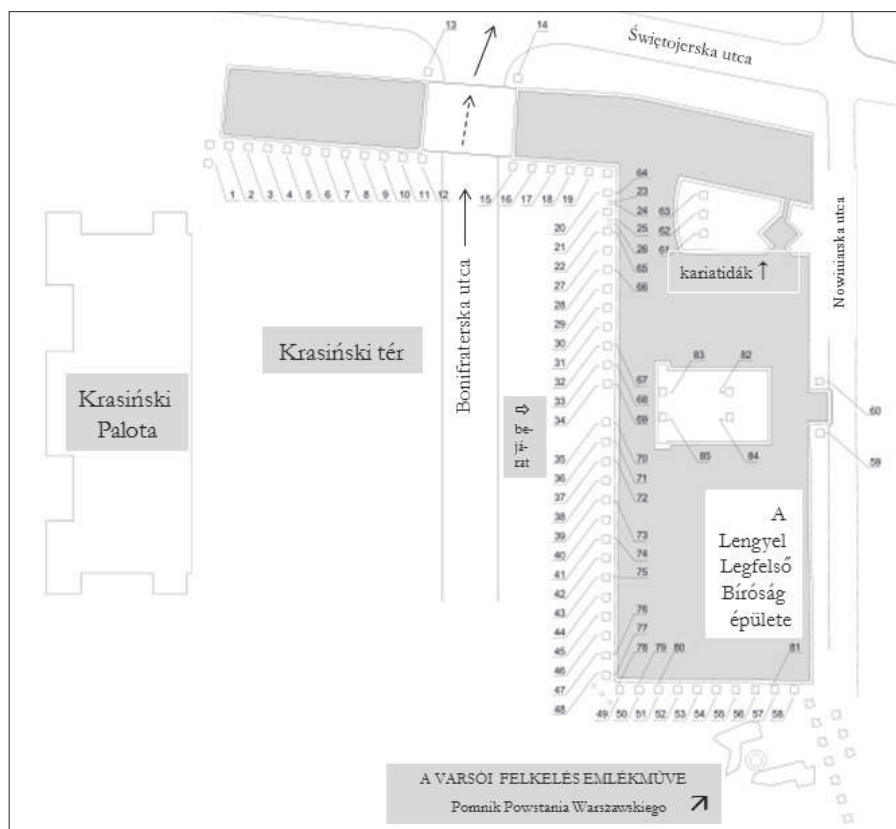 13
14
Świętojerska utca
1 2 3 4 5 6 7 8 9 10 11 12
15 16 17 18 19
64
20
23
24
63
21
25
62
26
61
22
65
27
66
kariatidák ↑
Nowiniarska utca
28
29
30
31
67
83
82
32
68
33
69
34
60
59
Krasiński tér
Bonifraterska utca
Krasiński
Palota
⇨
be-
já-
rat
35
70
85
84
36
71
37
72
38
73
39
74
40
41
75
42
43
44
76
45
77
46
78 79 80
81
47
48
49 50 51 52 53 54 55 56 57 58
A
Lengyel
Legfelső
Bíróság
épülete
A VARSÓI FELKELÉS EMLÉKMŰVE
Pomnik Powstania Warszawskiego